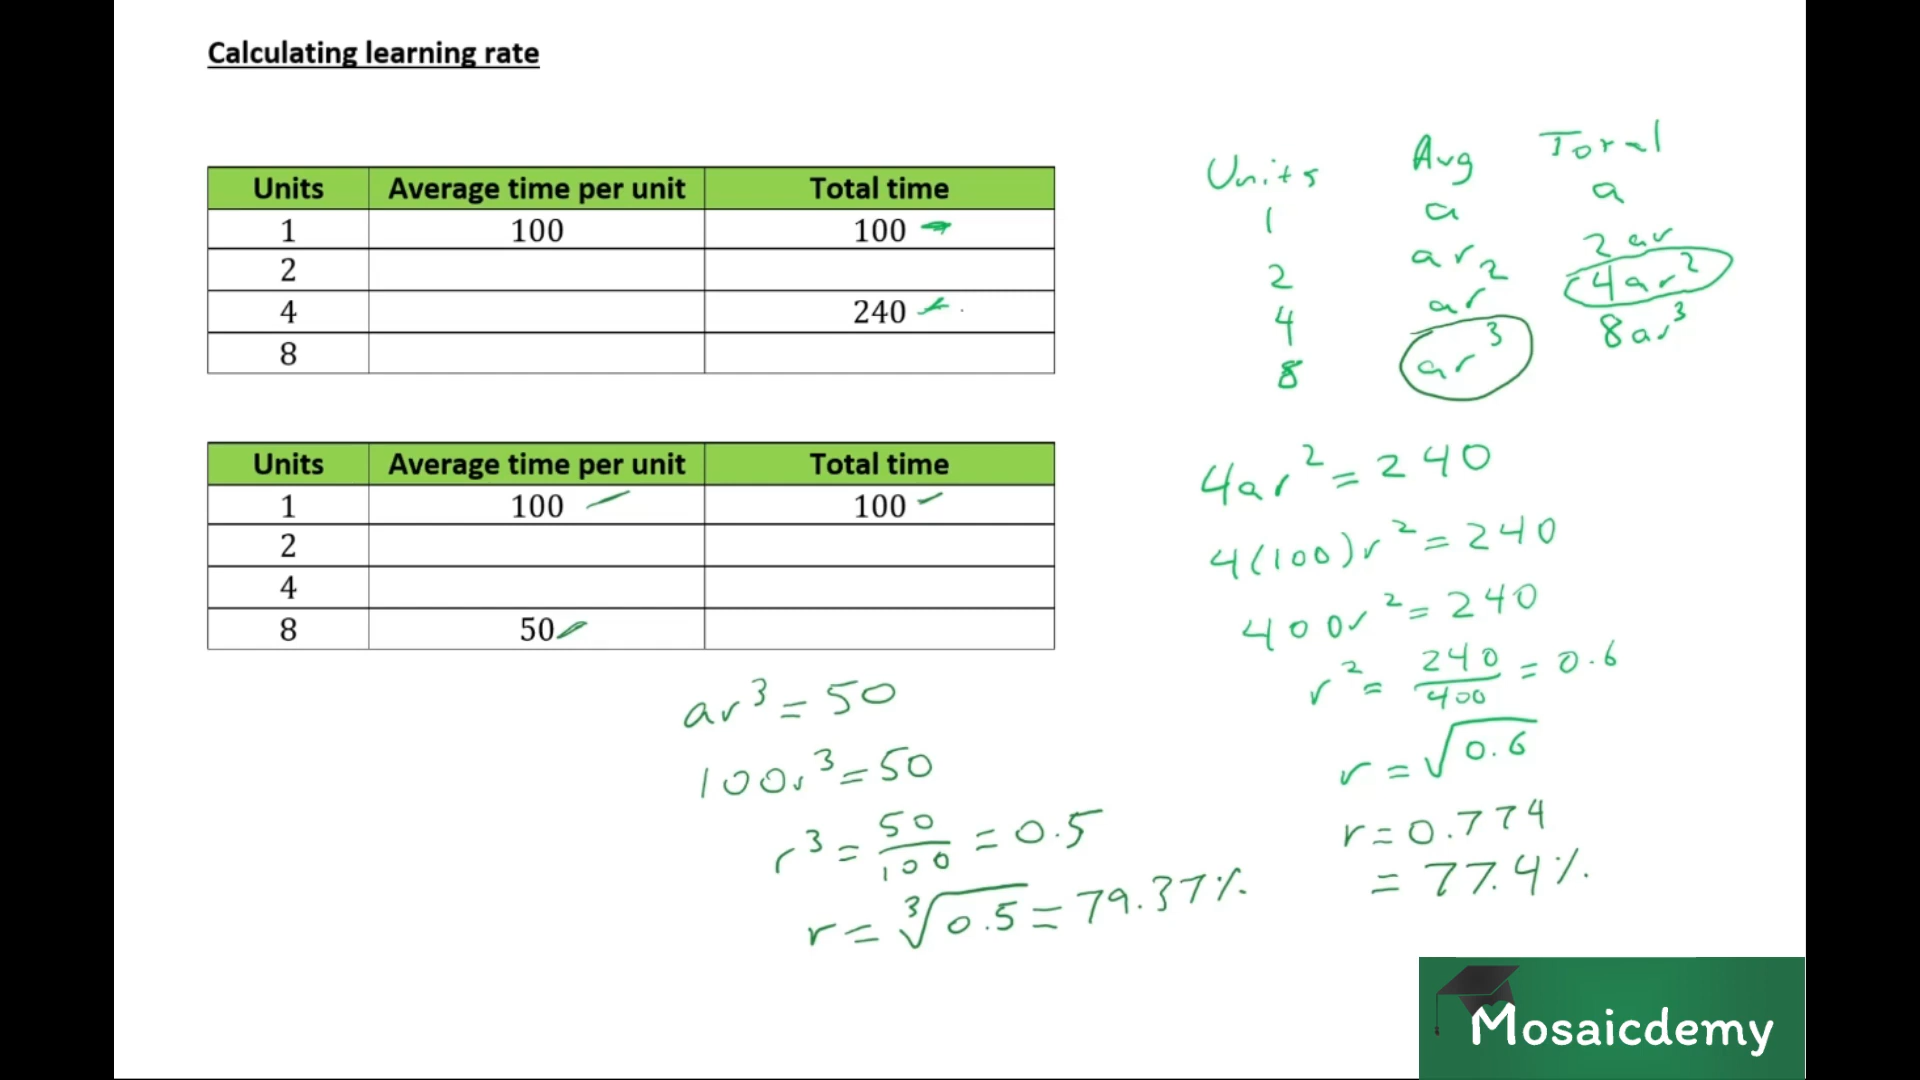 Calculating learning rate
Units Average time per unit Total time
1 100 100
2
4 240
8
Units Average time per unit Total time
1 100 100
2
4
8 50
Units Avg Total
1 a a
2 ar 2ar
4 ar² 4ar²
8 ar³ 8ar³
4ar² = 240
4(100)r² = 240
400r² = 240
r² = 240/400 = 0.6
r = √0.6
r = 0.774
= 77.4%
ar³ = 50
100r³ = 50
r³ = 50/100 = 0.5
r = ³√0.5 = 79.37%
Mosaicdemy